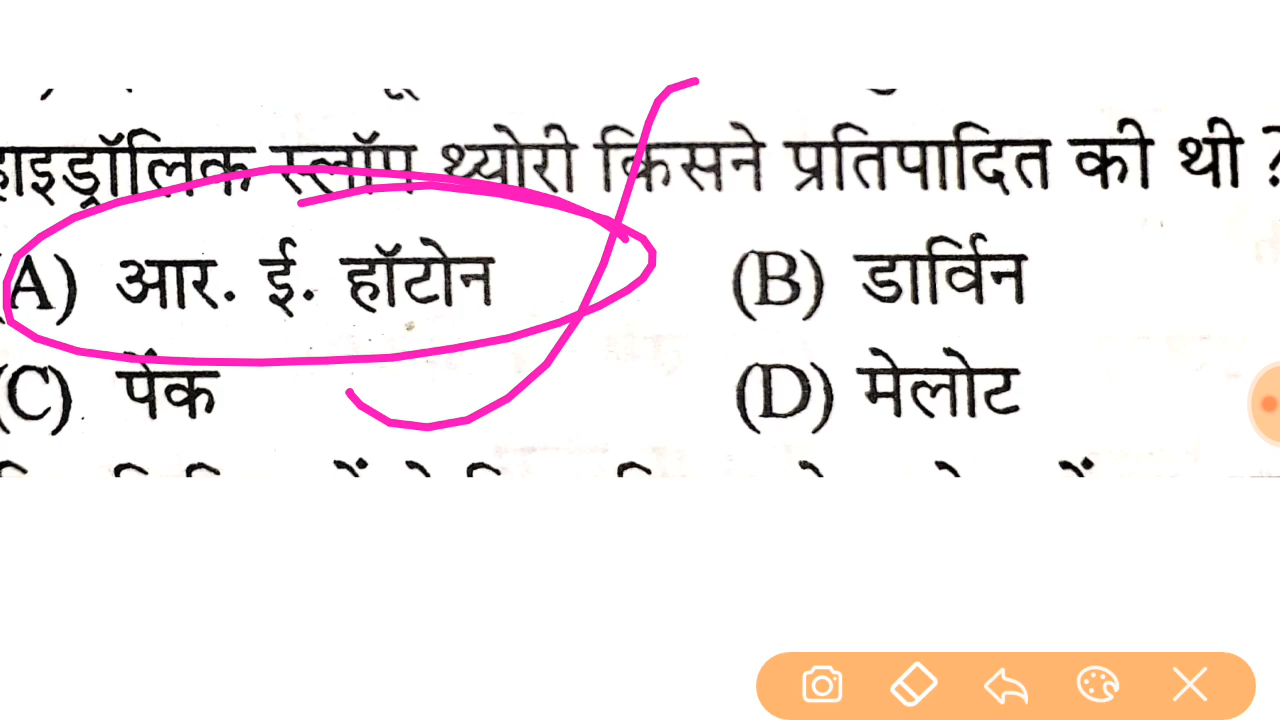 हाइड्रॉलिक स्लॉप थ्योरी किसने प्रतिपादित की थी ?
(A) आर. ई. हॉटोन (B) डार्विन
(C) पेंक (D) मेलोट